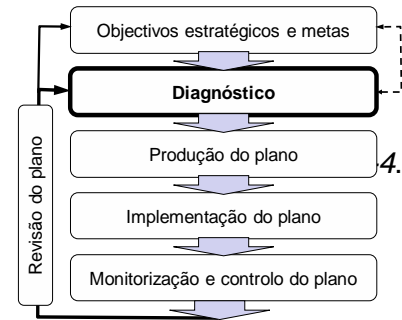 Objectivos estratégicos e metas
Diagnóstico
Produção do plano
4.
Implementação do plano
Monitorização e controlo do plano
Revisão do plano